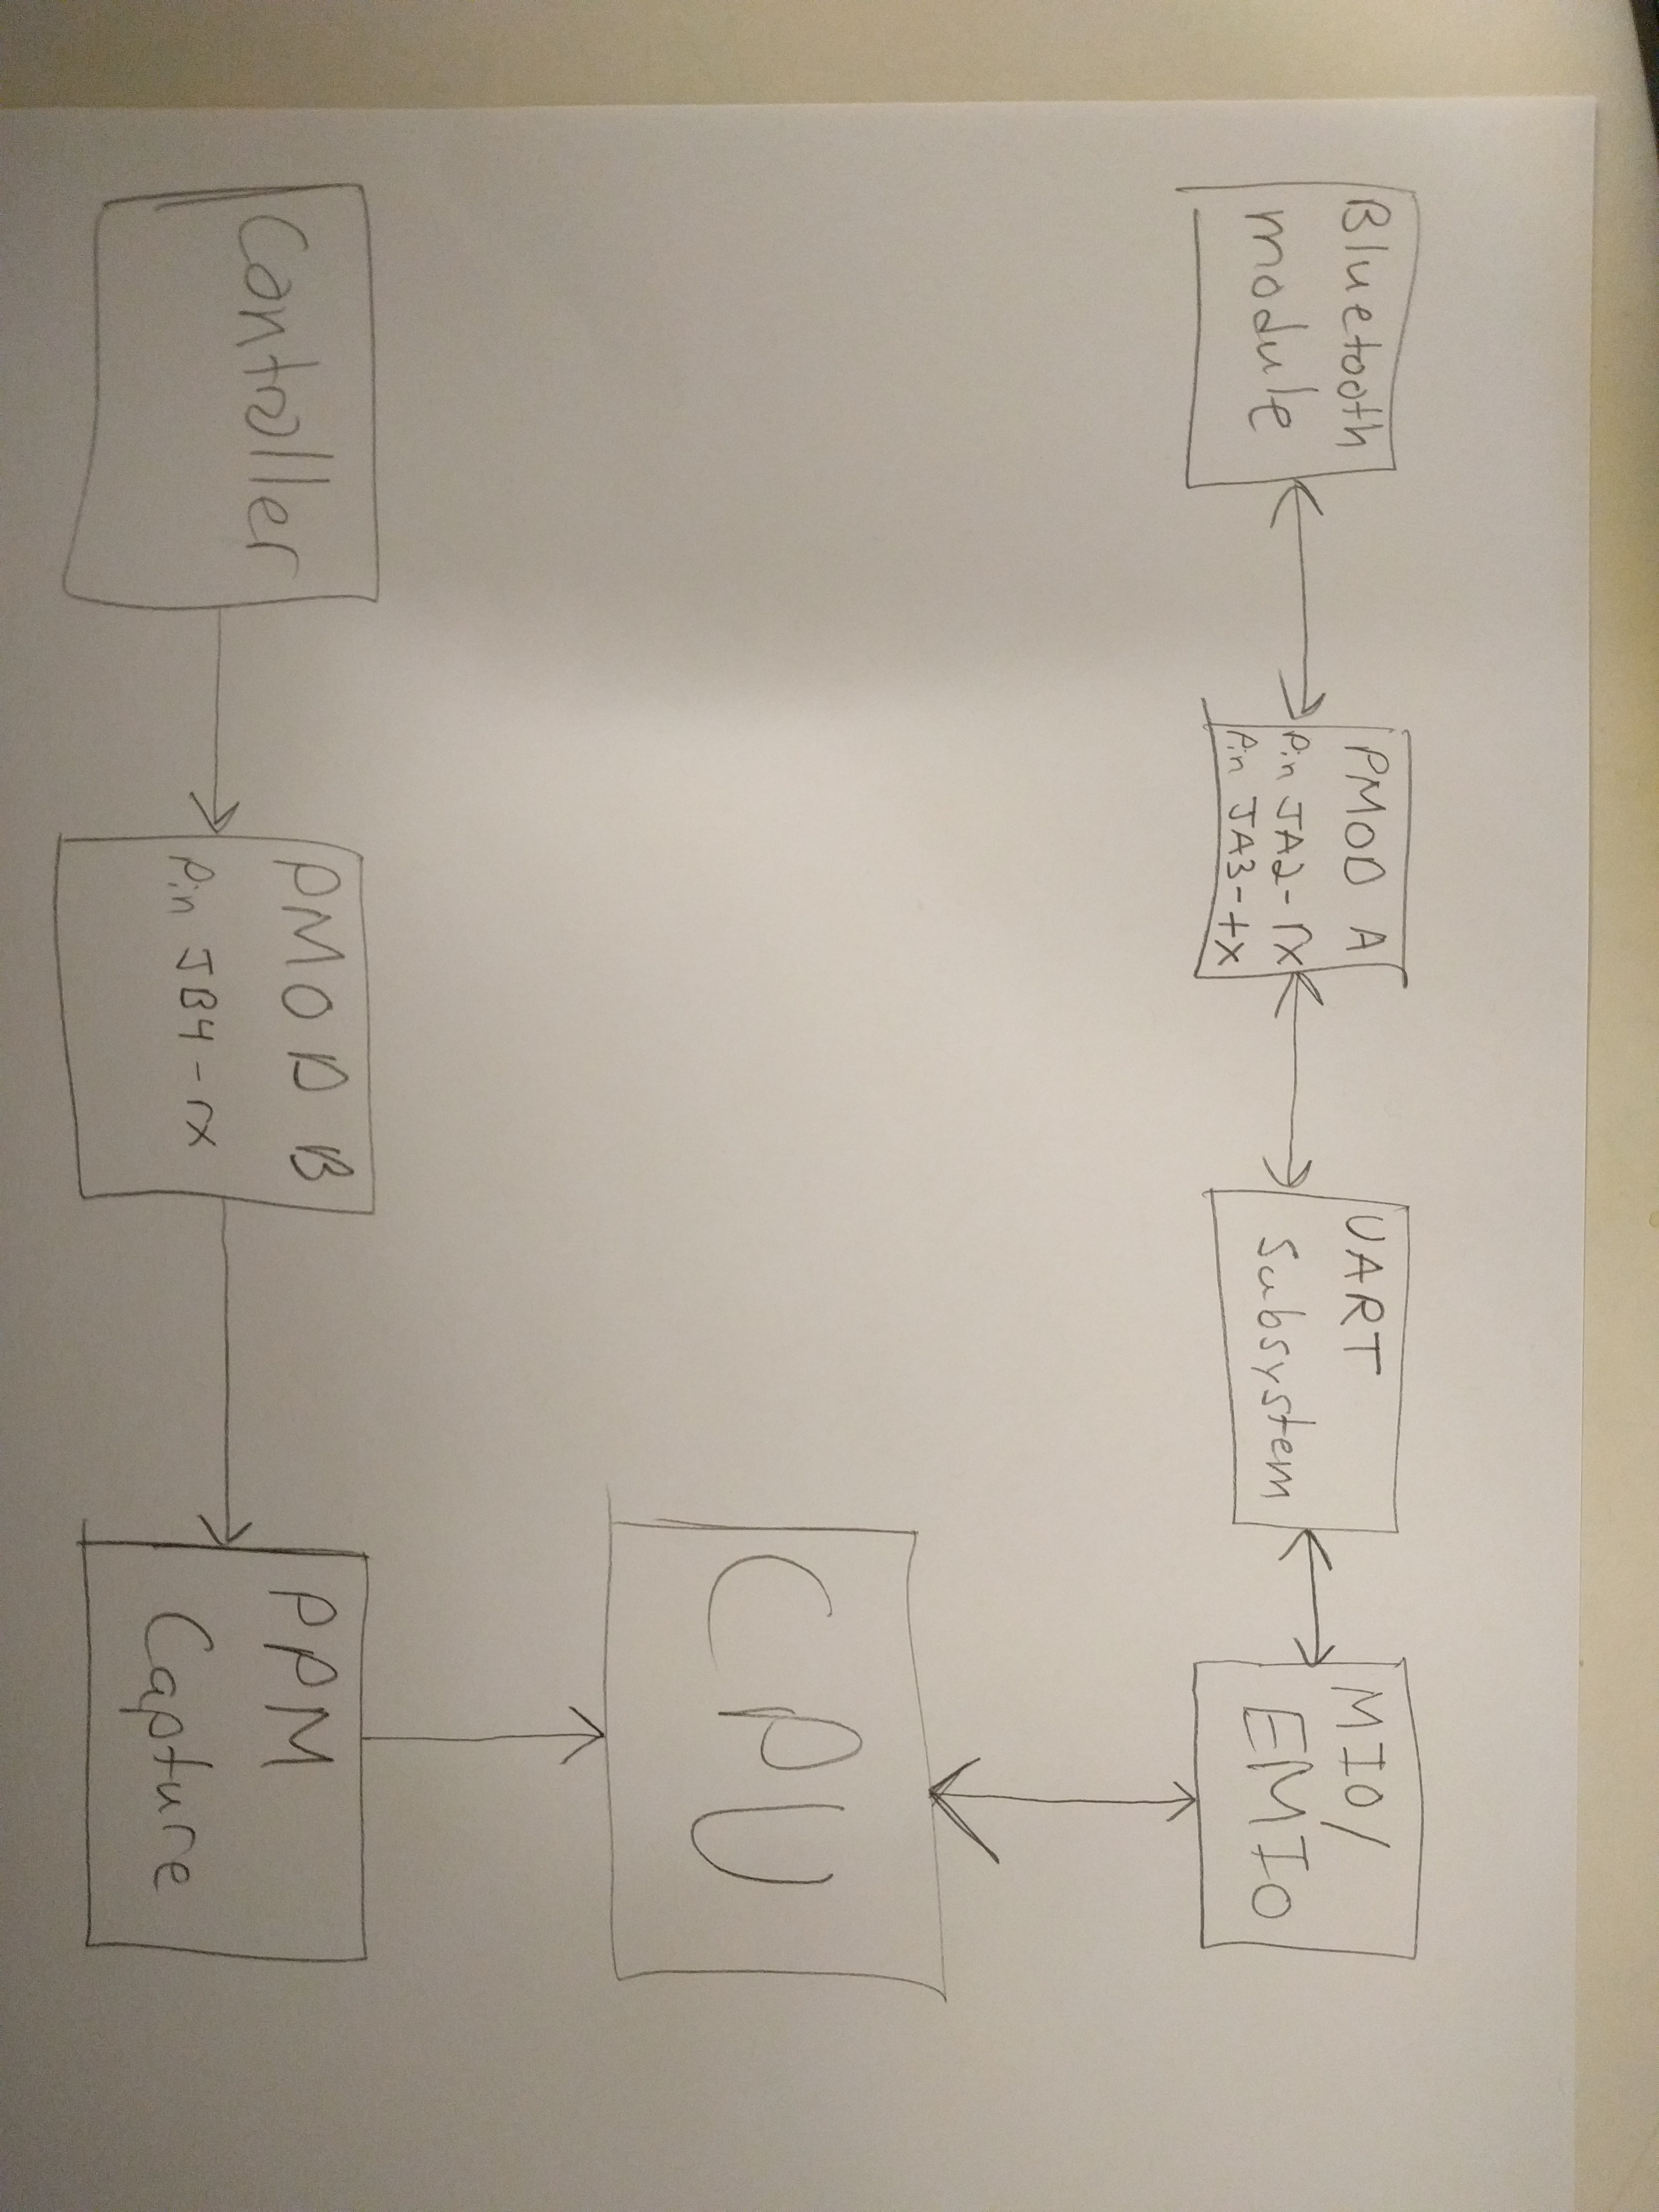 Bluetooth
module
PMOD A
Pin JA2-rx
Pin JA3-tx
UART
Subsystem
MIO/
EMIO
CPU
Controller
PMOD B
Pin JB4-rx
PPM
Capture